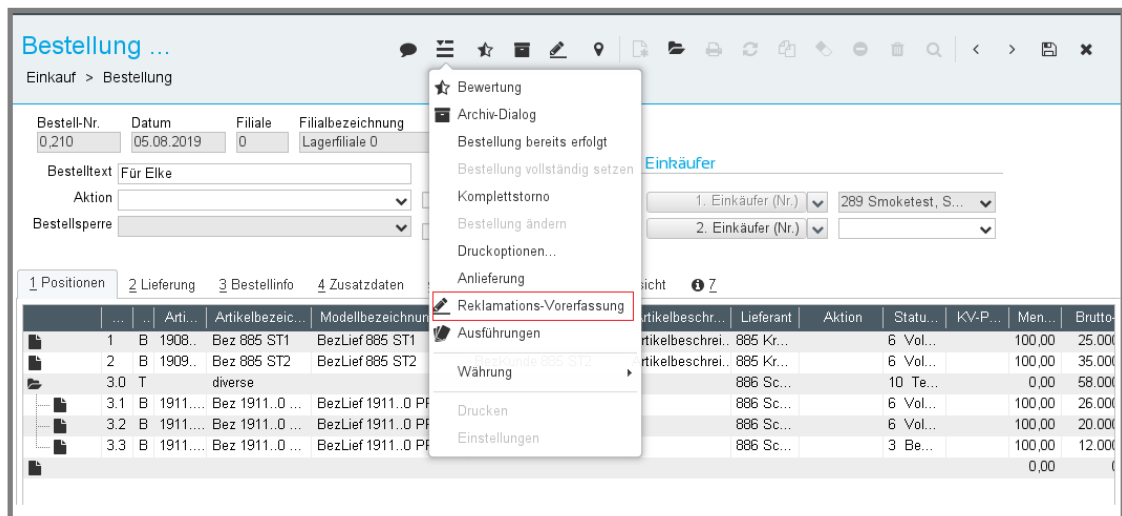 Bestellung ...
Einkauf > Bestellung
Bewertung
Archiv-Dialog
Bestellung bereits erfolgt
Bestellung vollständig setzen
Komplettstorno
Bestellung ändern
Druckoptionen...
Anlieferung
Reklamations-Vorerfassung
Ausführungen
Währung
Drucken
Einstellungen
Bestell-Nr. Datum Filiale Filialbezeichnung
0,210 05.08.2019 0 Lagerfiliale 0
Bestelltext Für Elke
Aktion
Bestellsperre
Einkäufer
1. Einkäufer (Nr.) 289 Smoketest, S...
2. Einkäufer (Nr.)
1 Positionen 2 Lieferung 3 Bestellinfo 4 Zusatzdaten sicht 7
... .. Arti... Artikelbezeic... Modellbezeichnun rtikelbeschr... Lieferant Aktion Statu... KV-P... Men... Brutto-
1 B 1908.. Bez 885 ST1 BezLief 885 ST1 rtikelbeschrei.. 885 Kr... 6 Vol... 100,00 25.000
2 B 1909.. Bez 885 ST2 BezLief 885 ST2 BezKunde 885 ST2 rtikelbeschrei.. 885 Kr... 6 Vol... 100,00 35.000
3.0 T diverse 886 Sc... 10 Te... 0,00 58.000
3.1 B 1911.... Bez 1911..0 ... BezLief 1911..0 PF 886 Sc... 6 Vol... 100,00 26.000
3.2 B 1911.... Bez 1911..0 ... BezLief 1911..0 PF 886 Sc... 6 Vol... 100,00 20.000
3.3 B 1911.... Bez 1911..0 ... BezLief 1911..0 PF 886 Sc... 3 Be... 100,00 12.000
0,00